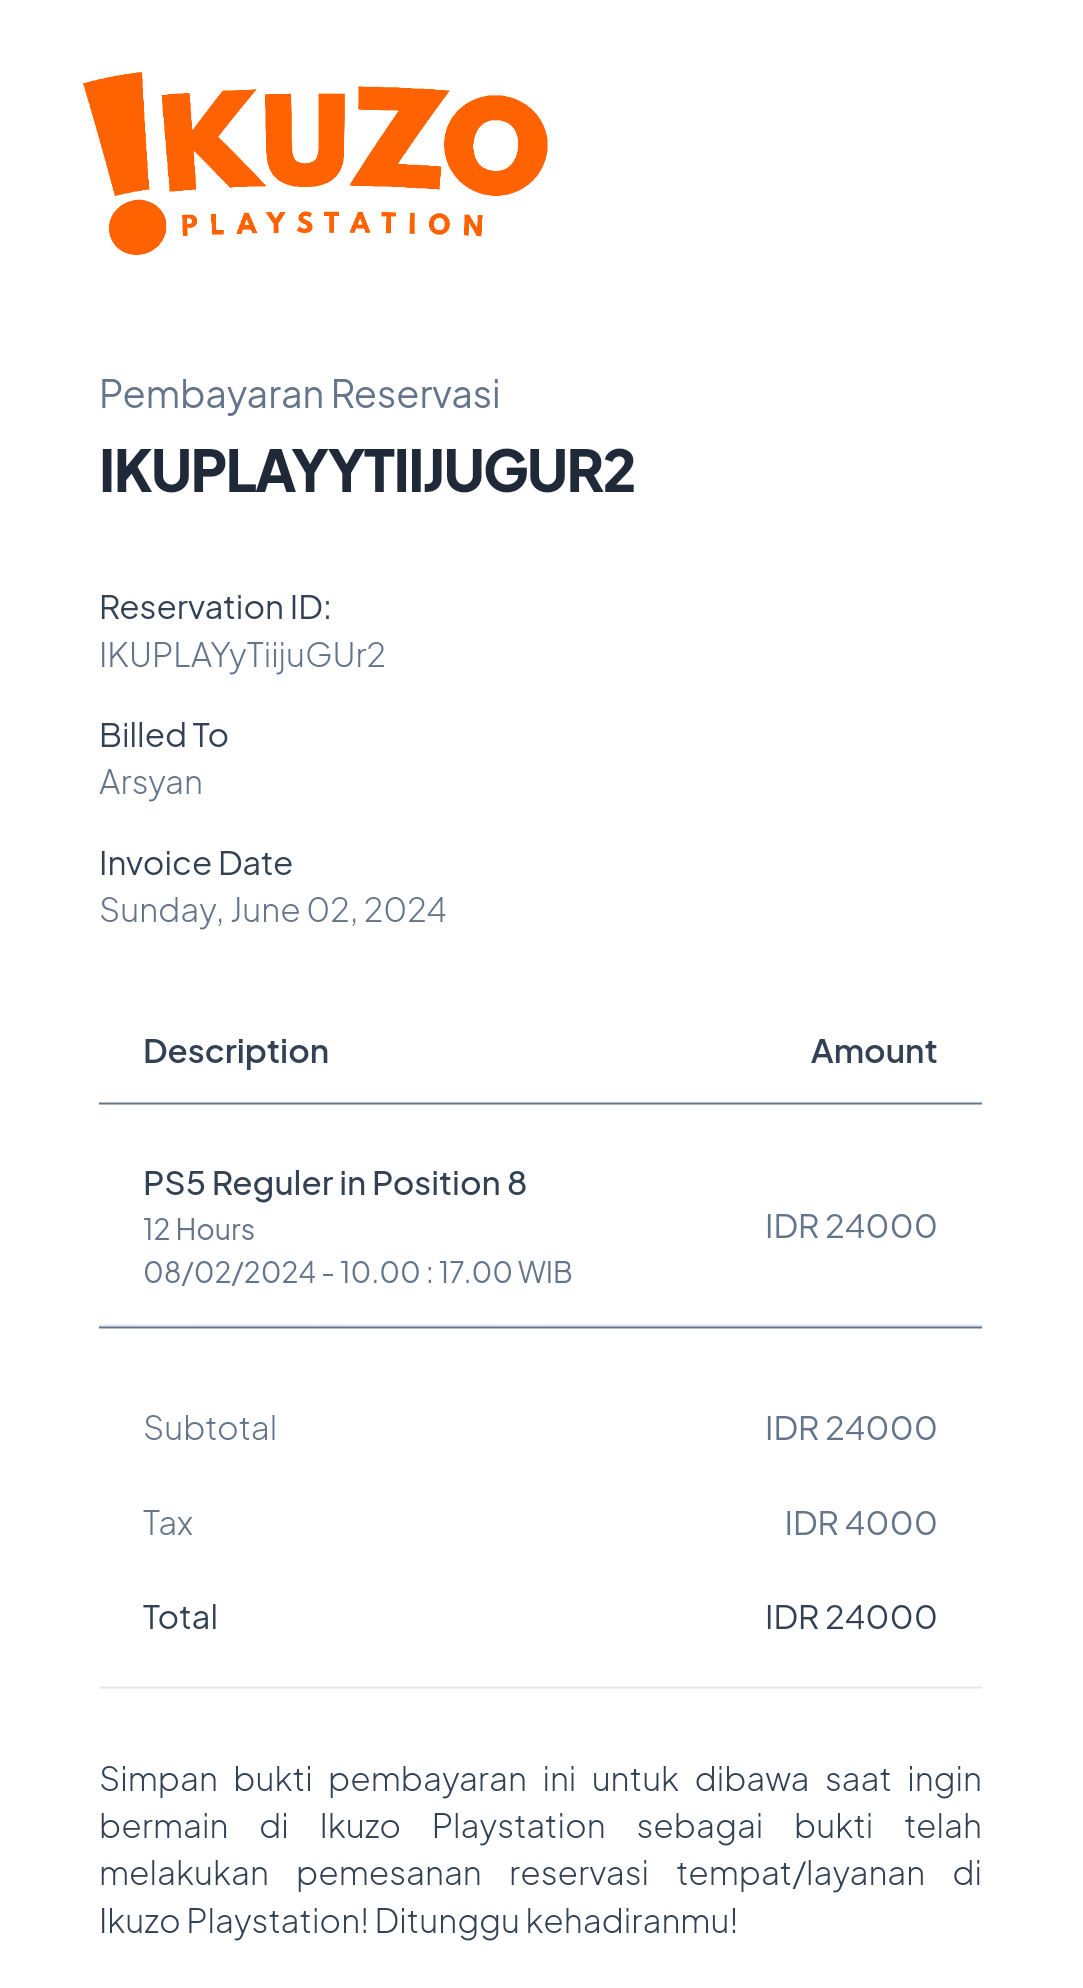 !KUZO
PLAYSTATION
Pembayaran Reservasi
IKUPLAYYTIIJUGUR2
Reservation ID:
IKUPLAYyTiijuGUr2
Billed To
Arsyan
Invoice Date
Sunday, June 02, 2024
Description Amount
PS5 Reguler in Position 8
12 Hours
IDR 24000
08/02/2024 - 10.00 : 17.00 WIB
Subtotal IDR 24000
Tax IDR 4000
Total IDR 24000
Simpan bukti pembayaran ini untuk dibawa saat ingin
bermain di Ikuzo Playstation sebagai bukti telah
melakukan pemesanan reservasi tempat/layanan di
Ikuzo Playstation! Ditunggu kehadiranmu!